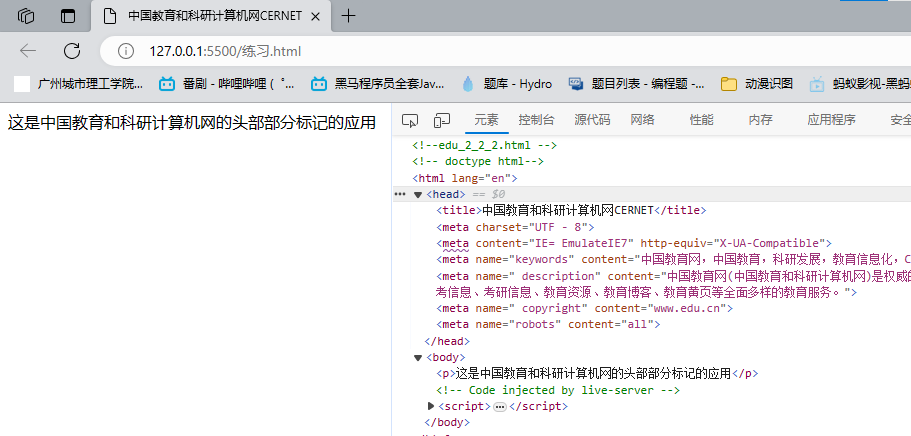 中国教育和科研计算机网CERNET
127.0.0.1:5500/练习.html
广州城市理工学院... 番剧 - 哔哩哔哩 ( ゜... 黑马程序员全套Jav... 题库 - Hydro 题目列表 - 编程题 -... 动漫识图 蚂蚁影视-黑蚂
这是中国教育和科研计算机网的头部部分标记的应用
元素 控制台 源代码 网络 性能 内存 应用程序 安全
<!--edu_2_2_2.html -->
<!-- doctype html-->
<html lang="en">
<head> == $0
<title>中国教育和科研计算机网CERNET</title>
<meta charset="UTF - 8">
<meta content="IE= EmulateIE7" http-equiv="X-UA-Compatible">
<meta name="keywords" content="中国教育网，中国教育，科研发展，教育信息化，C
<meta name=" description" content="中国教育网(中国教育和科研计算机网)是权威的
考信息、考研信息、教育资源、教育博客、教育黄页等全面多样的教育服务。">
<meta name=" copyright" content="www.edu.cn">
<meta name="robots" content="all">
</head>
<body>
<p>这是中国教育和科研计算机网的头部部分标记的应用</p>
<!-- Code injected by live-server -->
<script>…</script>
</body>